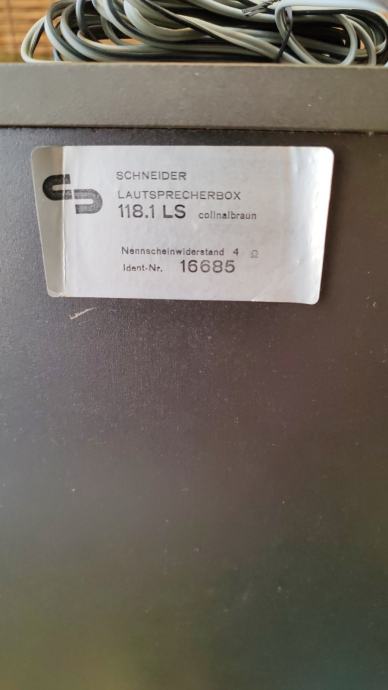 SCHNEIDER
LAUTSPRECHERBOX
118.1 LS collnalbraun
Nennscheinwiderstand 4 Ω
Ident-Nr. 16685